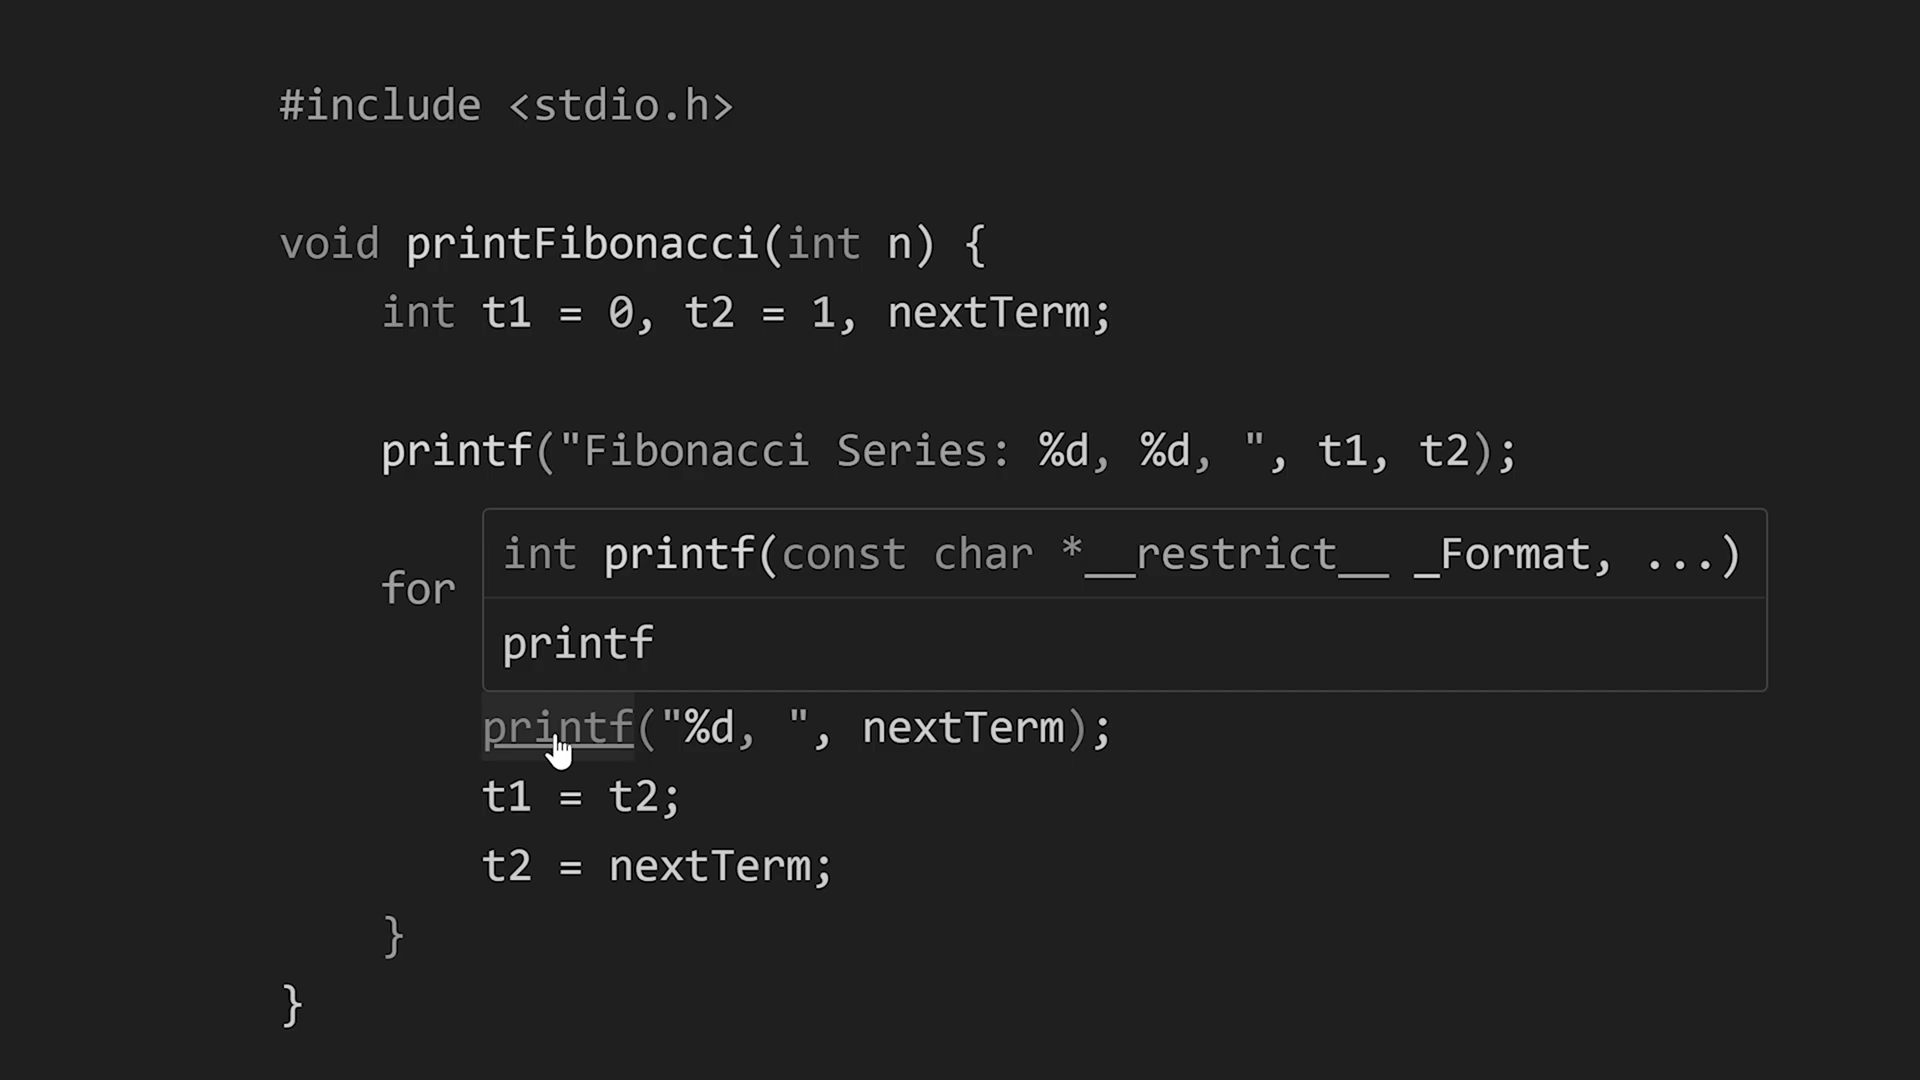 #include <stdio.h>
void printFibonacci(int n) {
int t1 = 0, t2 = 1, nextTerm;
printf("Fibonacci Series: %d, %d, ", t1, t2);
int printf(const char *__restrict__ _Format, ...)
for
printf
printf("%d, ", nextTerm);
t1 = t2;
t2 = nextTerm;
}
}